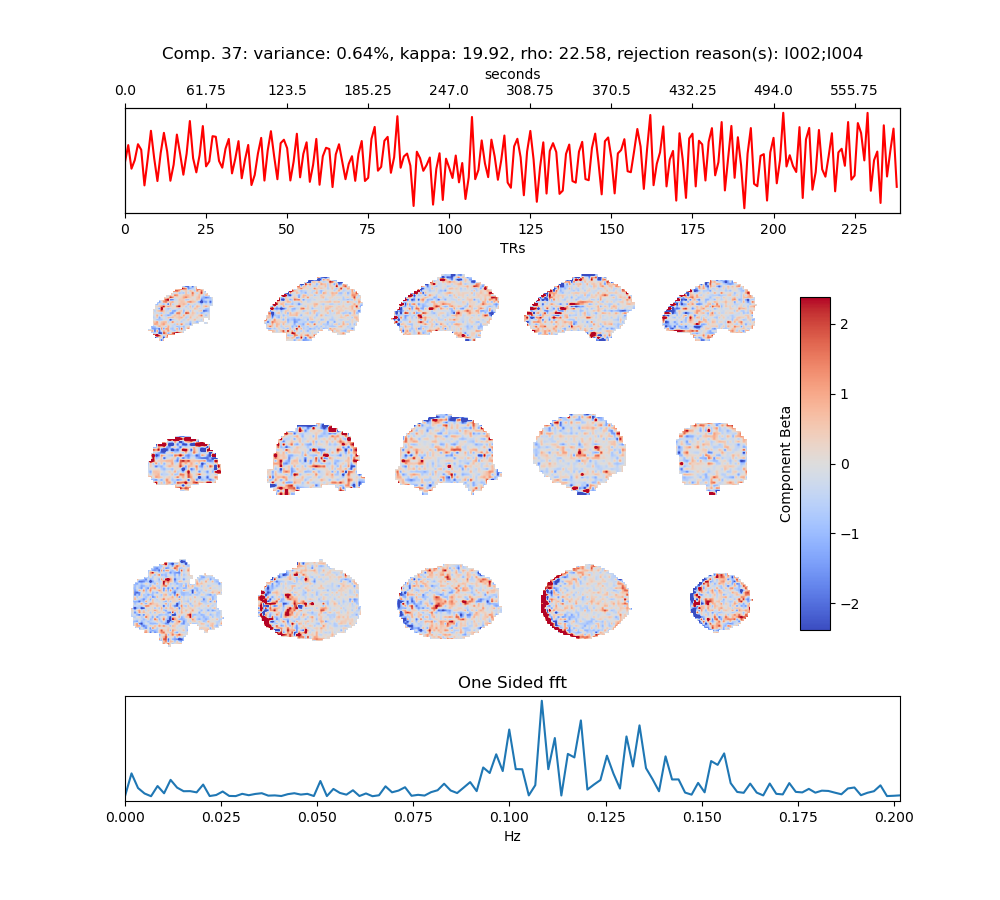 Comp. 37: variance: 0.64%, kappa: 19.92, rho: 22.58, rejection reason(s): I002;I004
seconds
0.0 61.75 123.5 185.25 247.0 308.75 370.5 432.25 494.0 555.75
0 25 50 75 100 125 150 175 200 225
TRs
2
1
0
−1
−2
Component Beta
One Sided fft
0.000 0.025 0.050 0.075 0.100 0.125 0.150 0.175 0.200
Hz